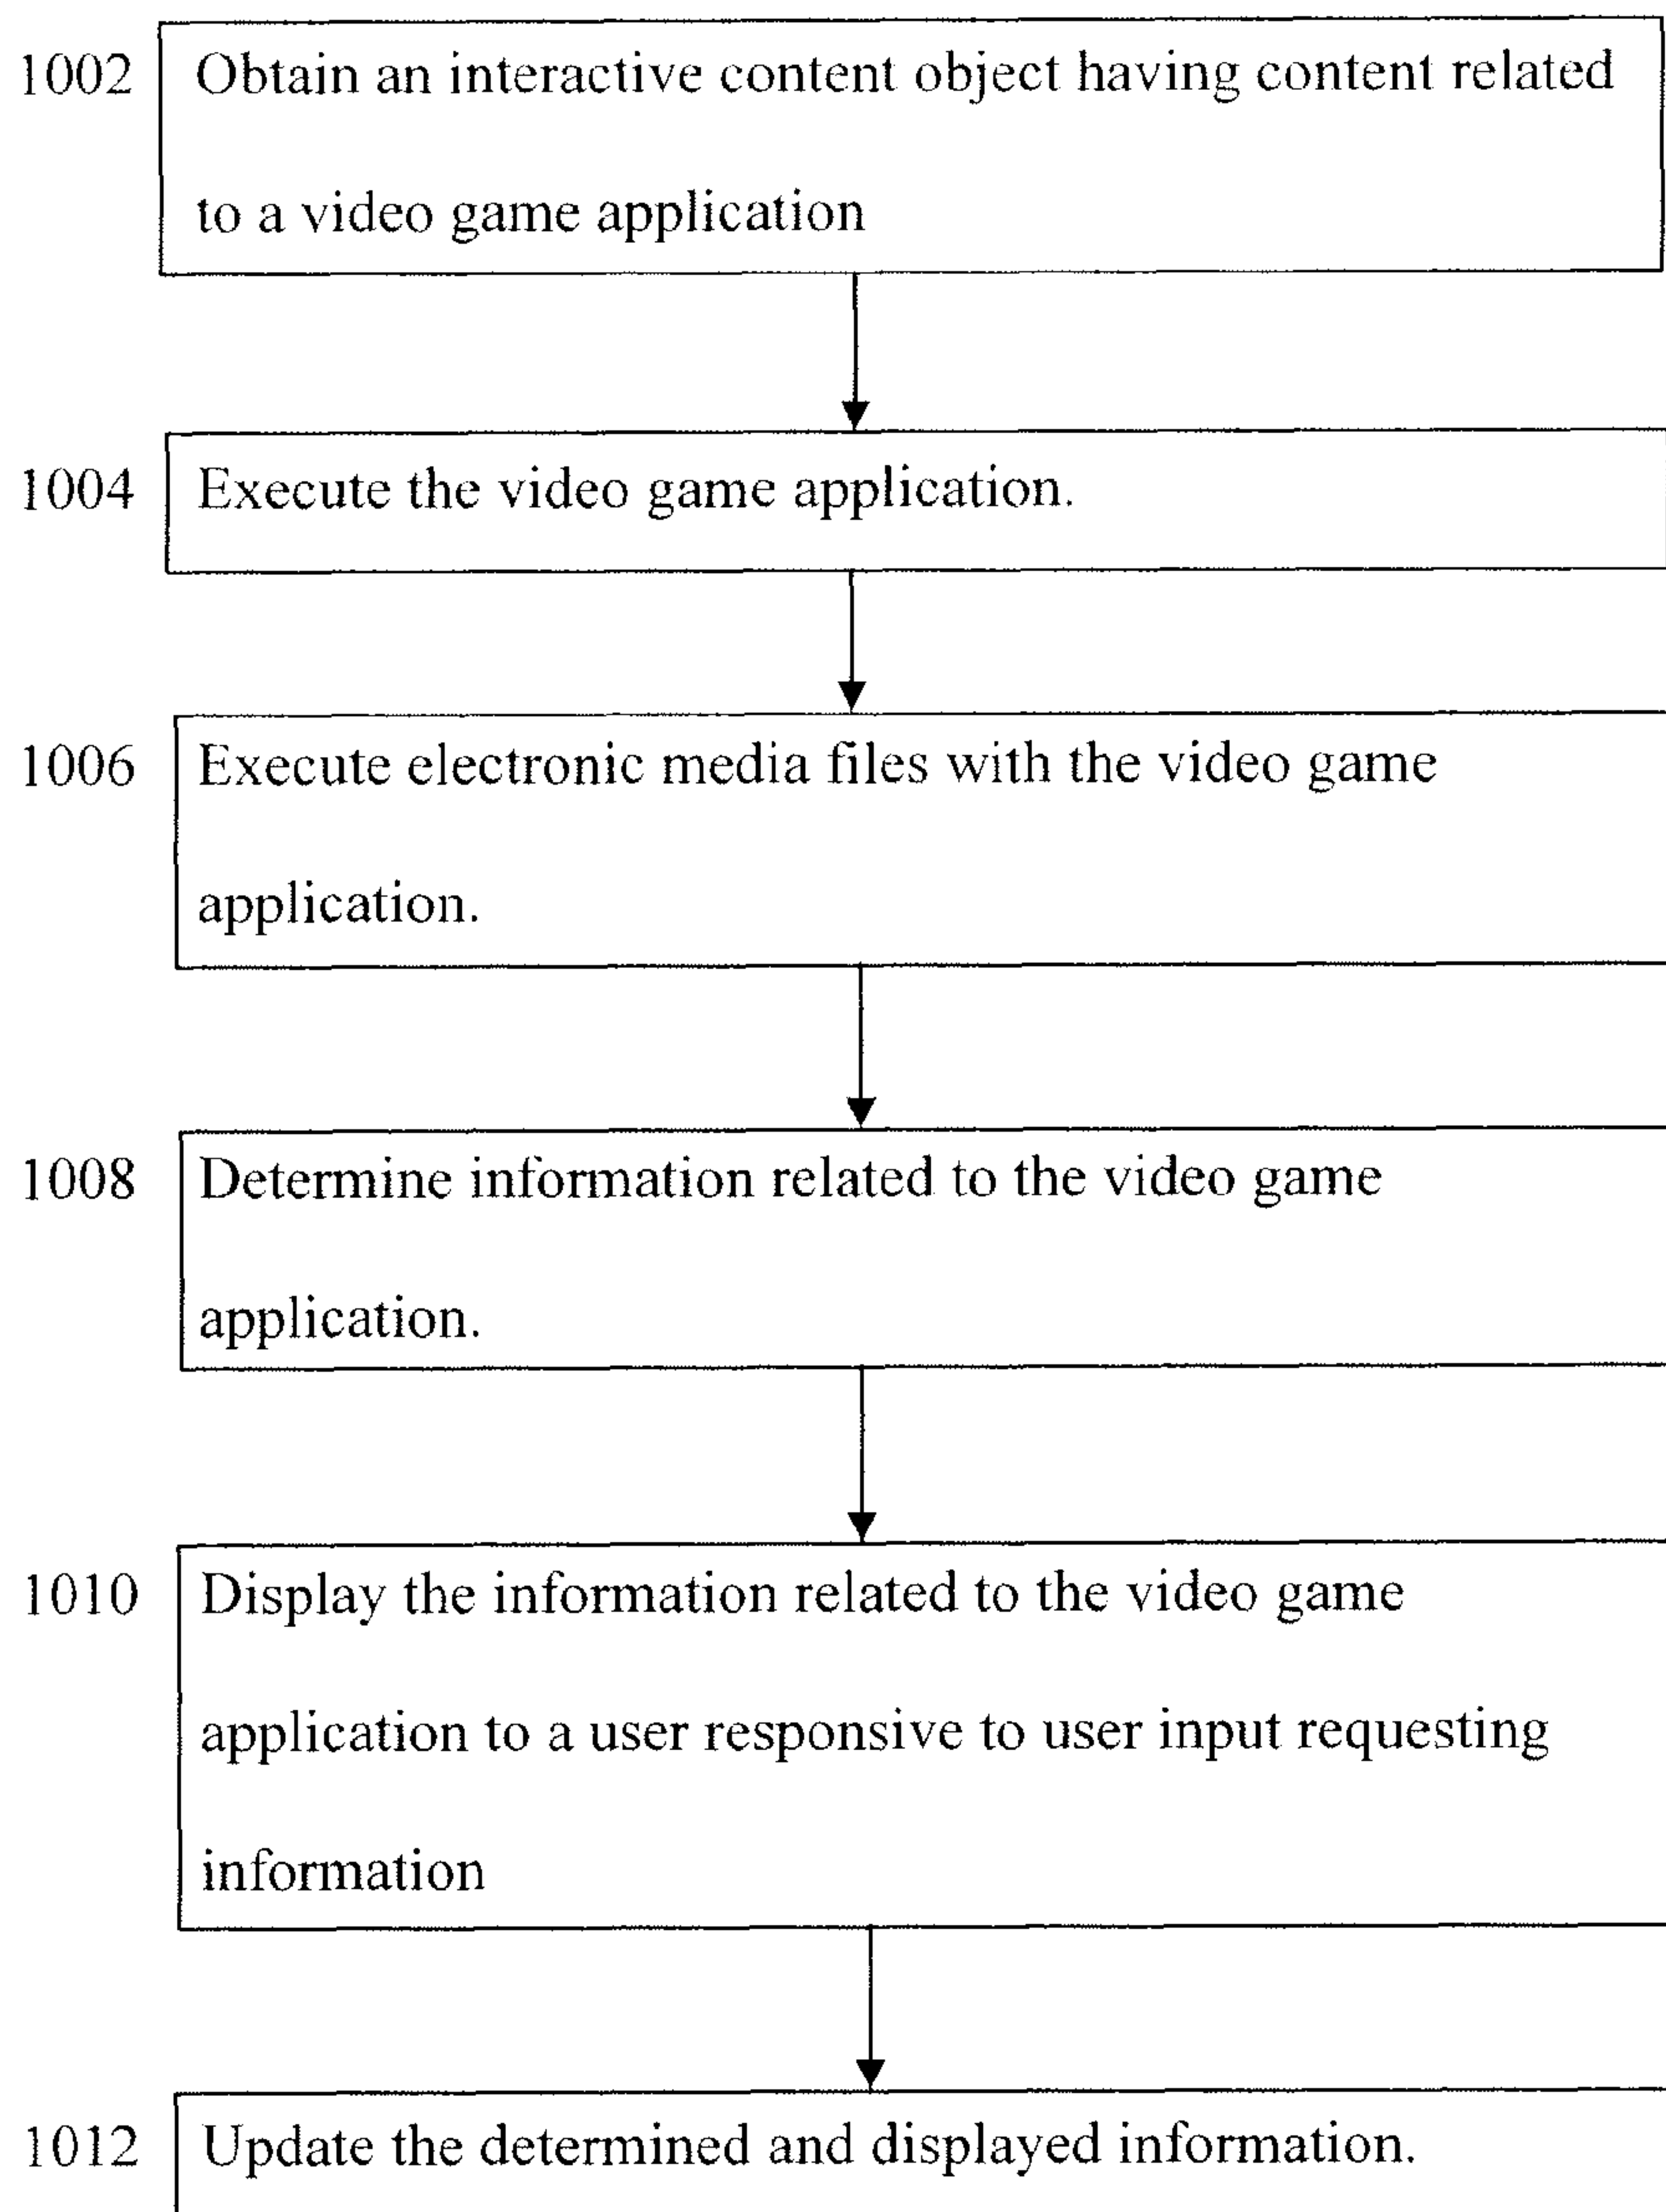 1002 Obtain an interactive content object having content related
to a video game application
1004 Execute the video game application.
1006 Execute electronic media files with the video game
application.
1008 Determine information related to the video game
application.
1010 Display the information related to the video game
application to a user responsive to user input requesting
information
1012 Update the determined and displayed information.